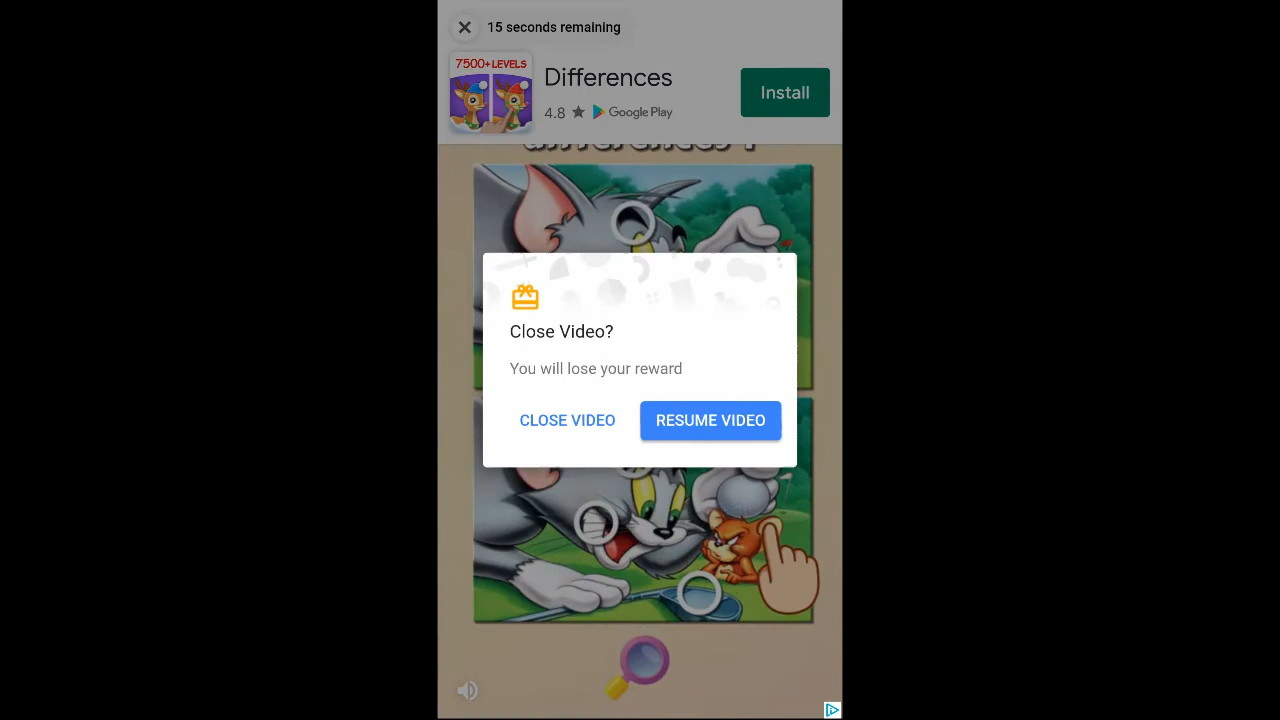 15 seconds remaining
7500+ LEVELS
Differences
Install
4.8 ★ Google Play
differences ?
Close Video?
You will lose your reward
CLOSE VIDEO
RESUME VIDEO